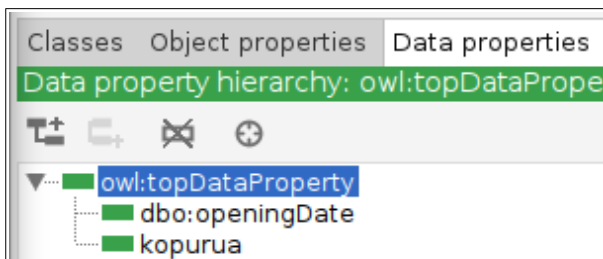 Classes Object properties Data properties
Data property hierarchy: owl:topDataPrope
owl:topDataProperty
dbo:openingDate
kopurua